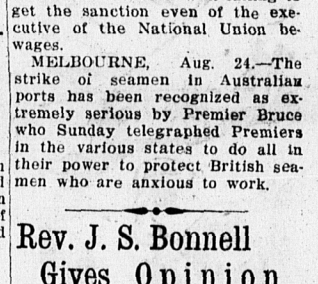 get the sanction even of the exe-
cutive of the National Union be-
wages.
MELBOURNE, Aug. 24.—The
strike of seamen in Australian
ports has been recognized as ex-
tremely serious by Premier Bruce
who Sunday telegraphed Premiers
in the various states to do all in
their power to protect British sea-
men who are anxious to work.
Rev. J. S. Bonnell
Gives Opinion